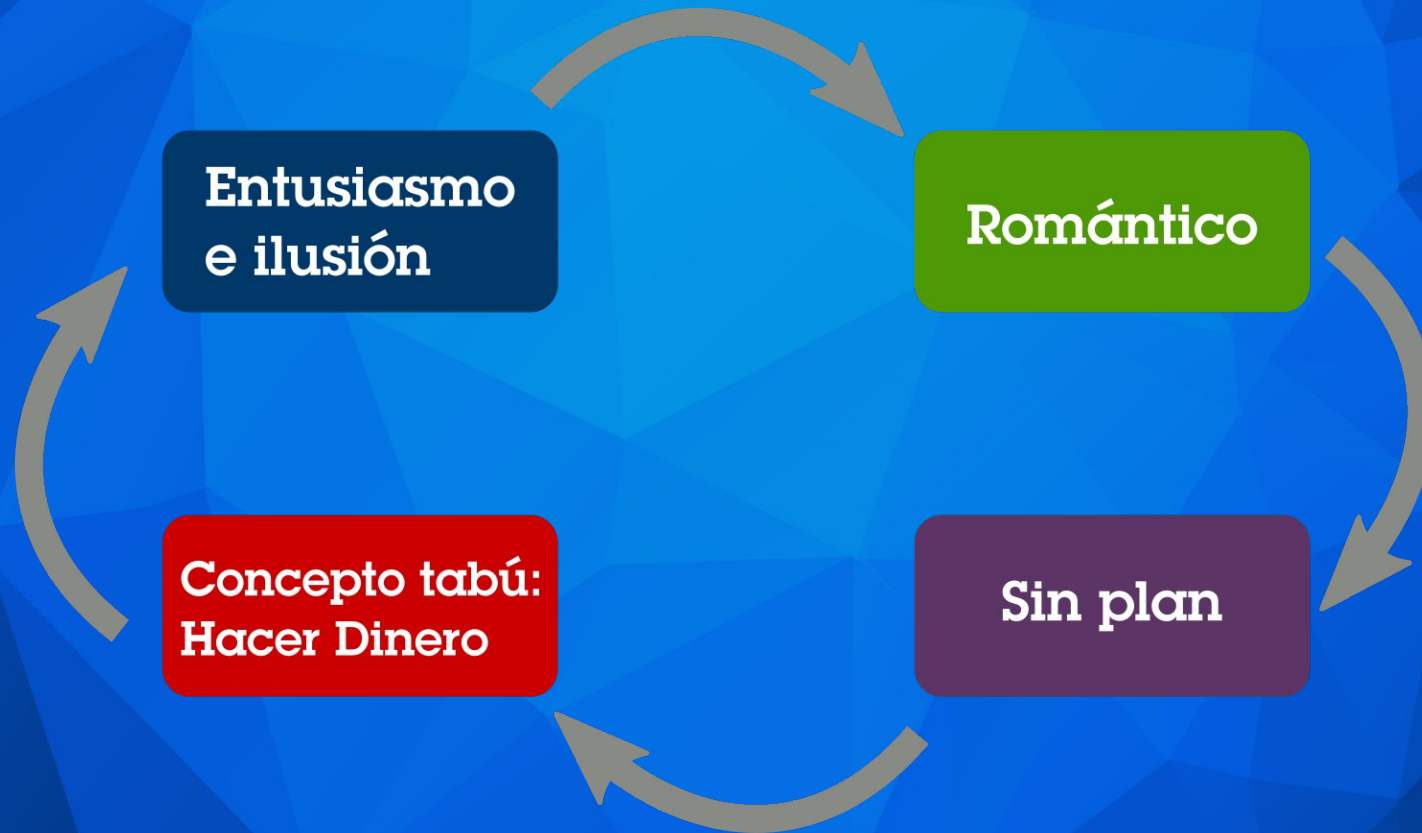 Entusiasmo
e ilusión
Romántico
Sin plan
Concepto tabú:
Hacer Dinero